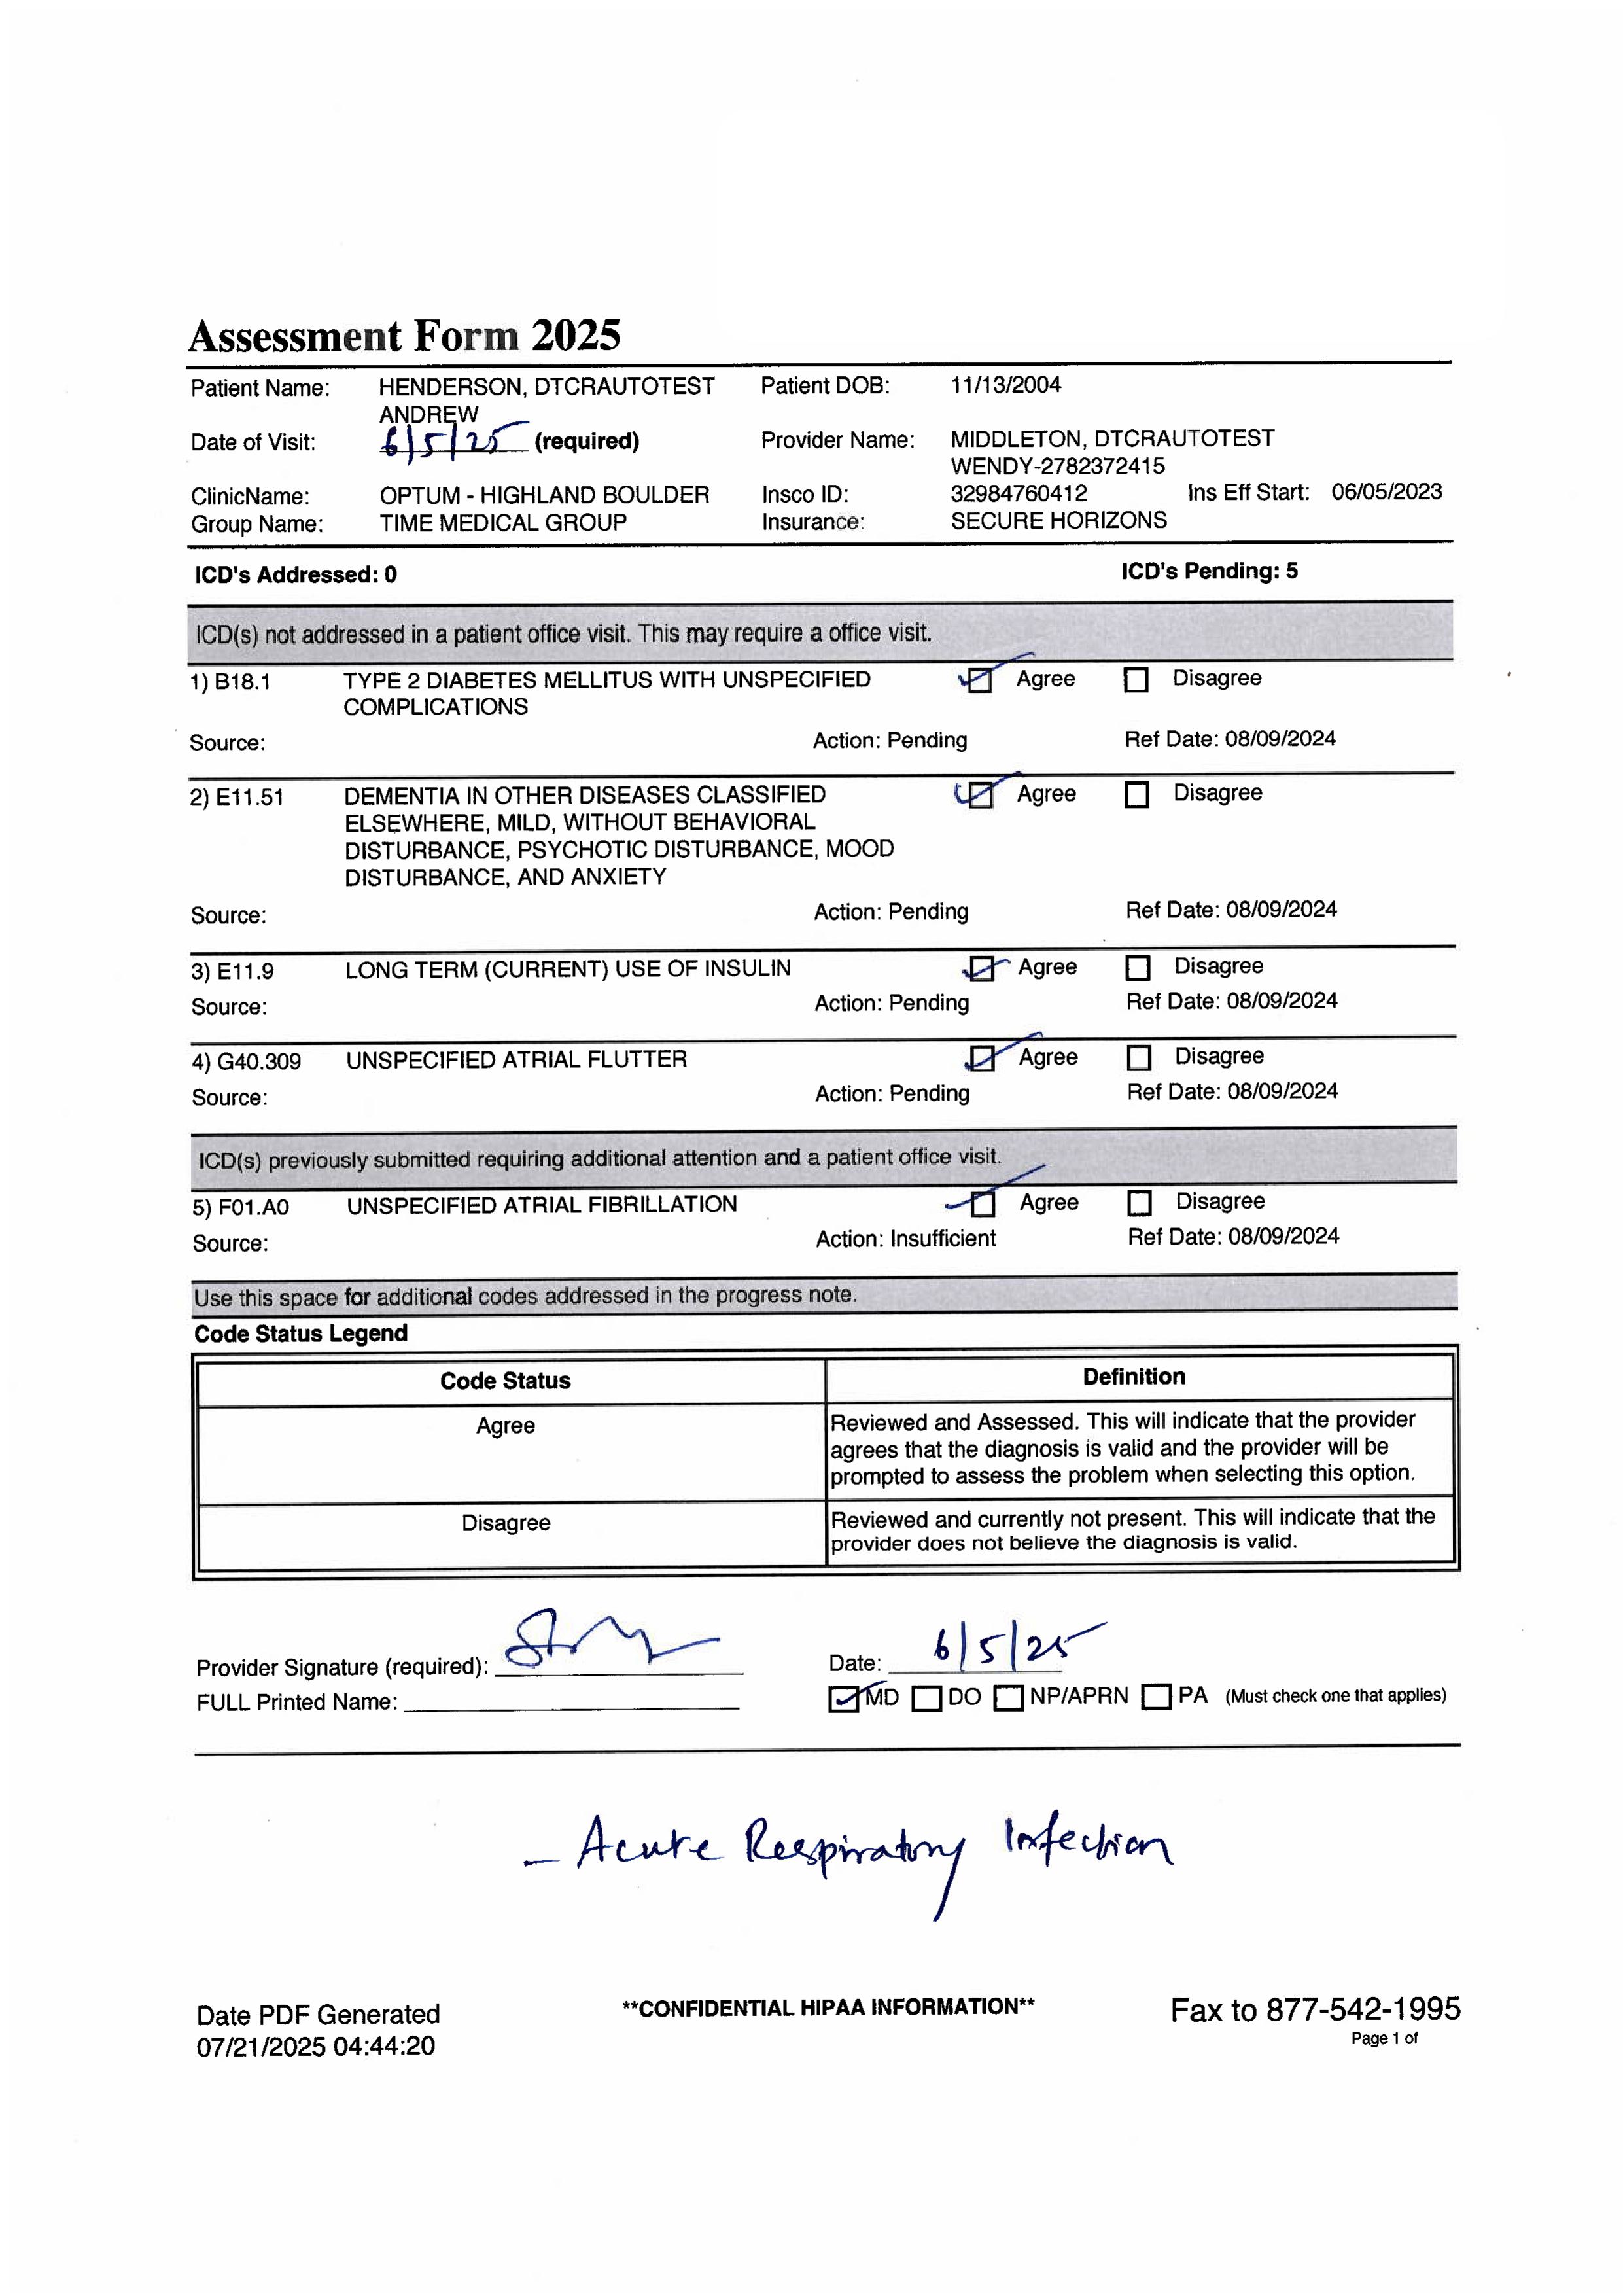 Assessment Form 2025
Patient Name: HENDERSON, DTCRAUTOTEST Patient DOB: 11/13/2004
ANDREW
Date of Visit: 6/5/25 (required) Provider Name: MIDDLETON, DTCRAUTOTEST
WENDY-2782372415
ClinicName: OPTUM - HIGHLAND BOULDER Insco ID: 32984760412 Ins Eff Start: 06/05/2023
Group Name: TIME MEDICAL GROUP Insurance: SECURE HORIZONS
ICD's Addressed: 0 ICD's Pending: 5
ICD(s) not addressed in a patient office visit. This may require a office visit.
1) B18.1 TYPE 2 DIABETES MELLITUS WITH UNSPECIFIED Agree Disagree
COMPLICATIONS
Source: Action: Pending Ref Date: 08/09/2024
2) E11.51 DEMENTIA IN OTHER DISEASES CLASSIFIED Agree Disagree
ELSEWHERE, MILD, WITHOUT BEHAVIORAL
DISTURBANCE, PSYCHOTIC DISTURBANCE, MOOD
DISTURBANCE, AND ANXIETY
Source: Action: Pending Ref Date: 08/09/2024
3) E11.9 LONG TERM (CURRENT) USE OF INSULIN Agree Disagree
Source: Action: Pending Ref Date: 08/09/2024
4) G40.309 UNSPECIFIED ATRIAL FLUTTER Agree Disagree
Source: Action: Pending Ref Date: 08/09/2024
ICD(s) previously submitted requiring additional attention and a patient office visit.
5) F01.A0 UNSPECIFIED ATRIAL FIBRILLATION Agree Disagree
Source: Action: Insufficient Ref Date: 08/09/2024
Use this space for additional codes addressed in the progress note.
Code Status Legend
Code Status Definition
Agree Reviewed and Assessed. This will indicate that the provider
agrees that the diagnosis is valid and the provider will be
prompted to assess the problem when selecting this option.
Disagree Reviewed and currently not present. This will indicate that the
provider does not believe the diagnosis is valid.
Provider Signature (required): Date: 6/5/25
FULL Printed Name: MD DO NP/APRN PA (Must check one that applies)
- Acute Respiratory Infection
Date PDF Generated **CONFIDENTIAL HIPAA INFORMATION** Fax to 877-542-1995
07/21/2025 04:44:20 Page 1 of